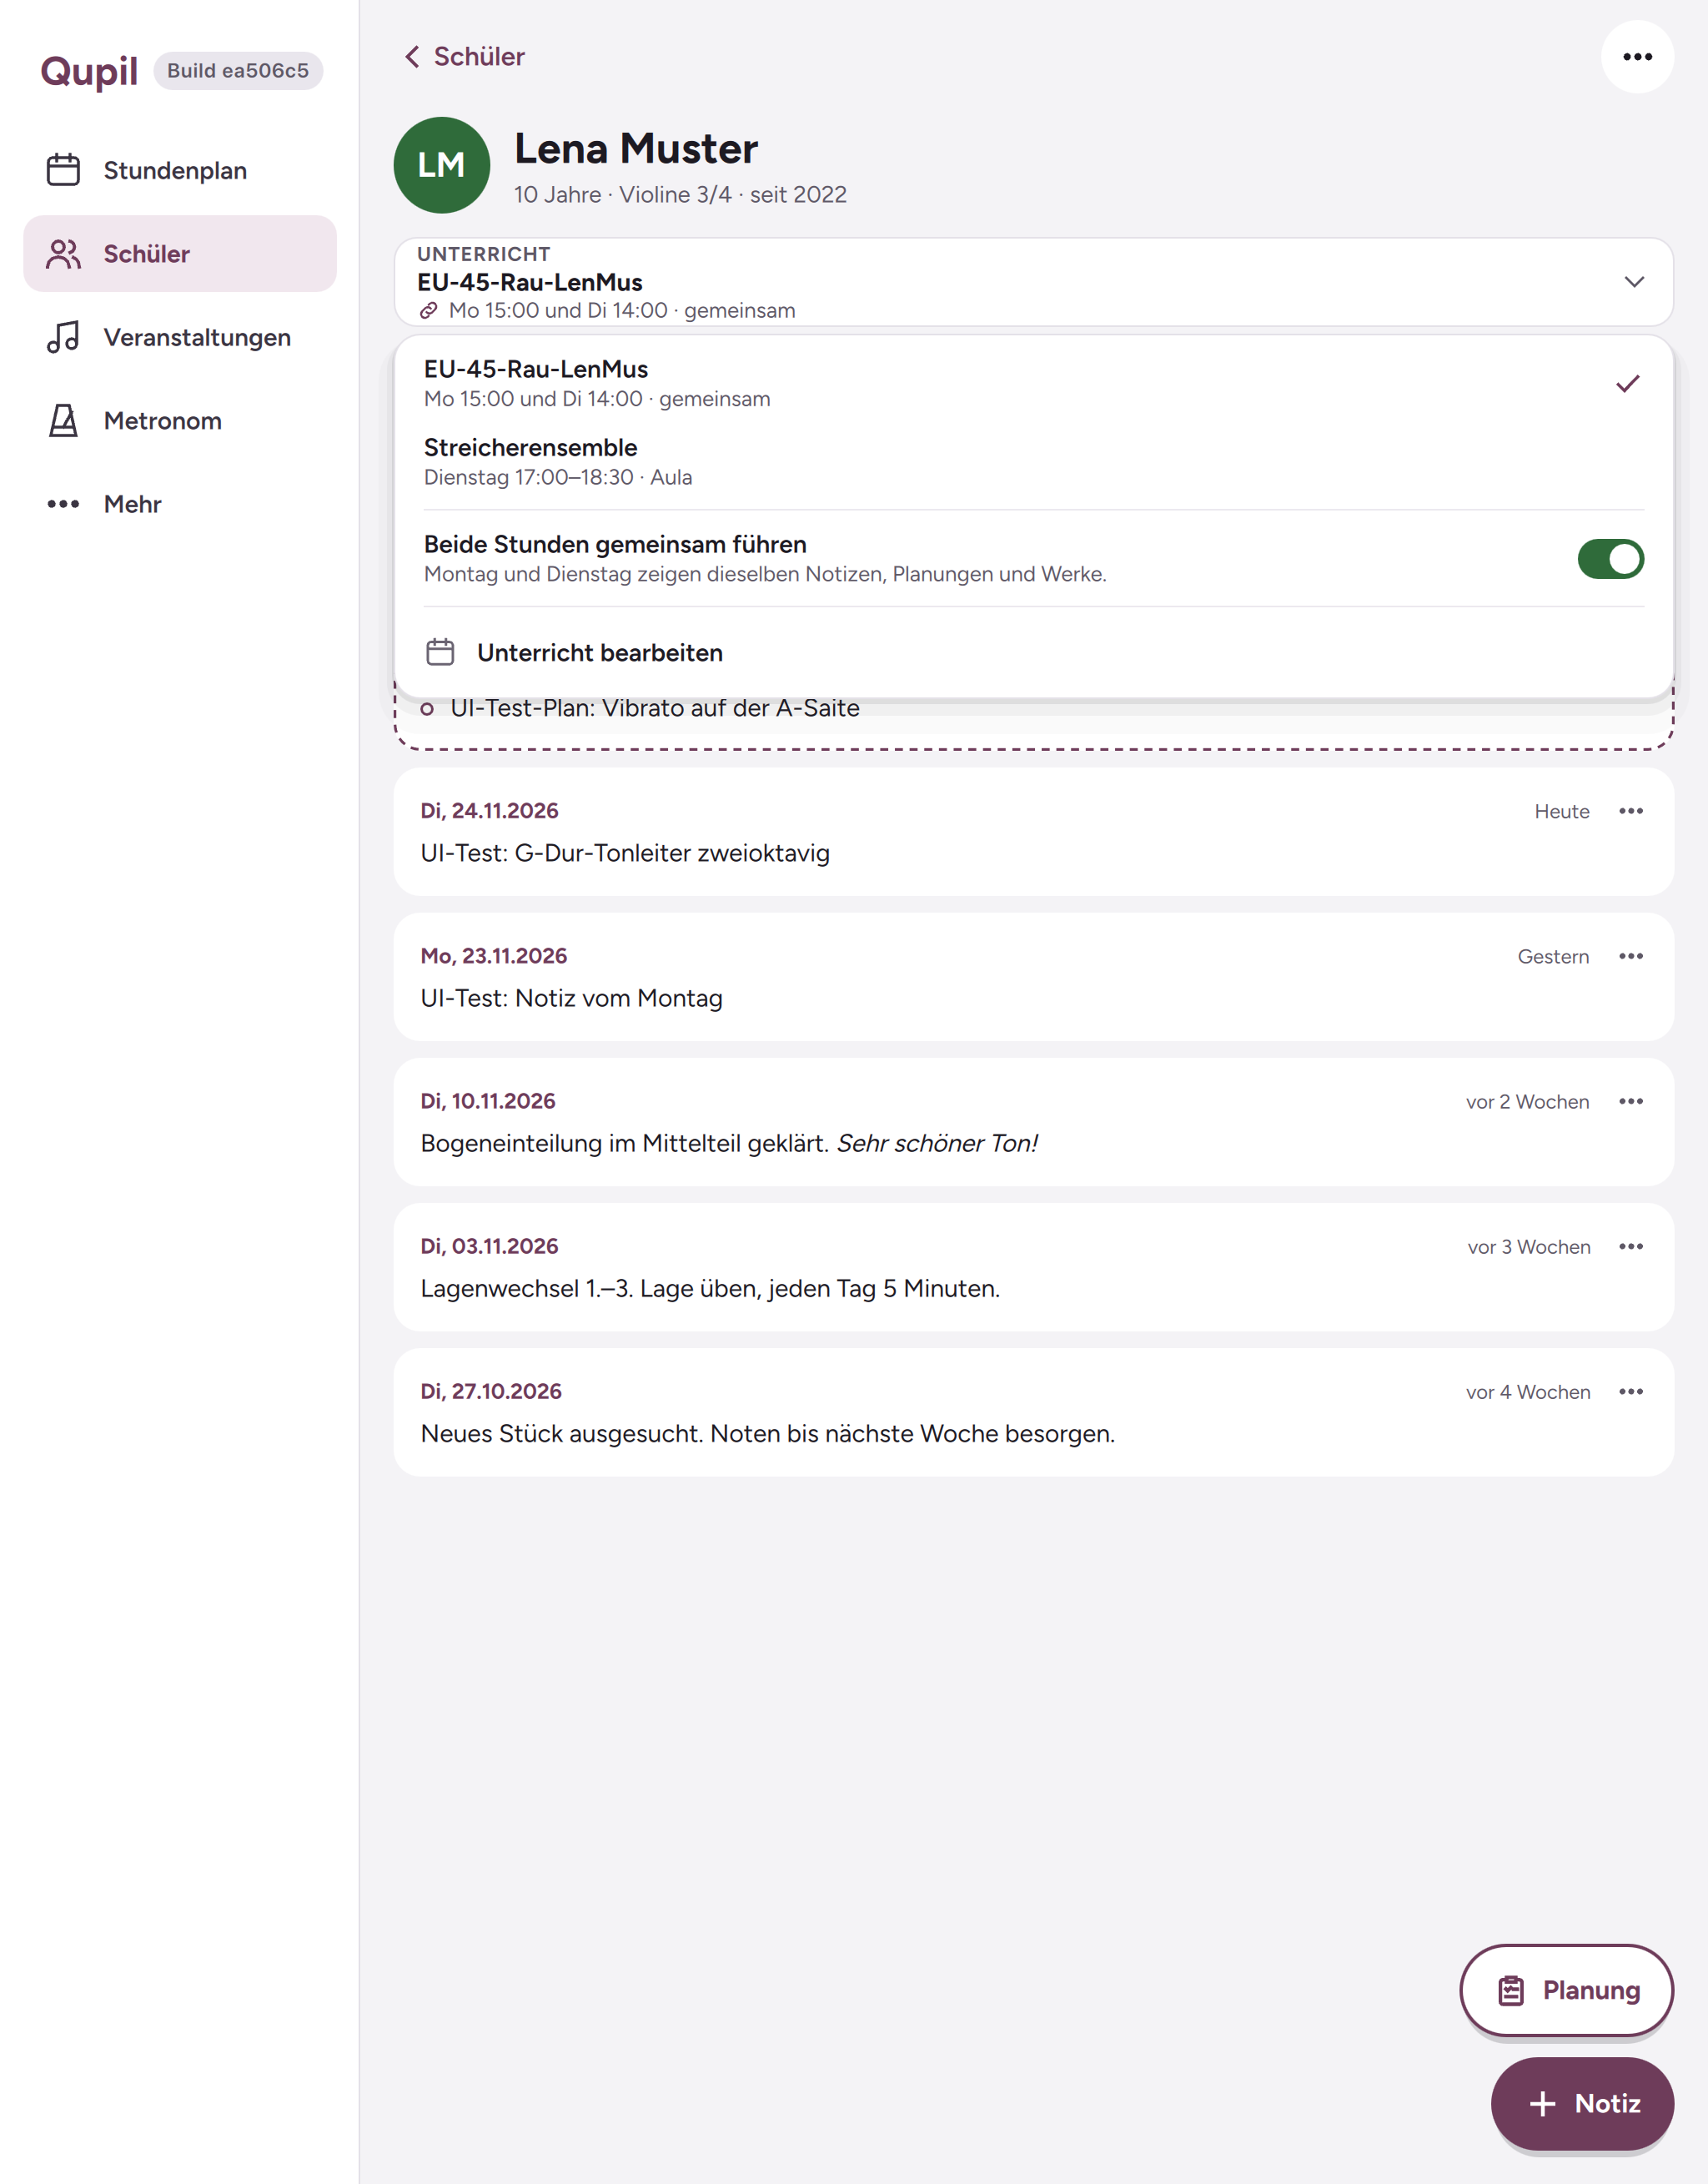 Qupil
Build ea506c5
Stundenplan
Schüler
Veranstaltungen
Metronom
Mehr
Schüler
LM
Lena Muster
10 Jahre · Violine 3/4 · seit 2022
UNTERRICHT
EU-45-Rau-LenMus
Mo 15:00 und Di 14:00 · gemeinsam
EU-45-Rau-LenMus
Mo 15:00 und Di 14:00 · gemeinsam
Streicherensemble
Dienstag 17:00–18:30 · Aula
Beide Stunden gemeinsam führen
Montag und Dienstag zeigen dieselben Notizen, Planungen und Werke.
Unterricht bearbeiten
UI-Test-Plan: Vibrato auf der A-Saite
Di, 24.11.2026
Heute
UI-Test: G-Dur-Tonleiter zweioktavig
Mo, 23.11.2026
Gestern
UI-Test: Notiz vom Montag
Di, 10.11.2026
vor 2 Wochen
Bogeneinteilung im Mittelteil geklärt. Sehr schöner Ton!
Di, 03.11.2026
vor 3 Wochen
Lagenwechsel 1.–3. Lage üben, jeden Tag 5 Minuten.
Di, 27.10.2026
vor 4 Wochen
Neues Stück ausgesucht. Noten bis nächste Woche besorgen.
Planung
Notiz